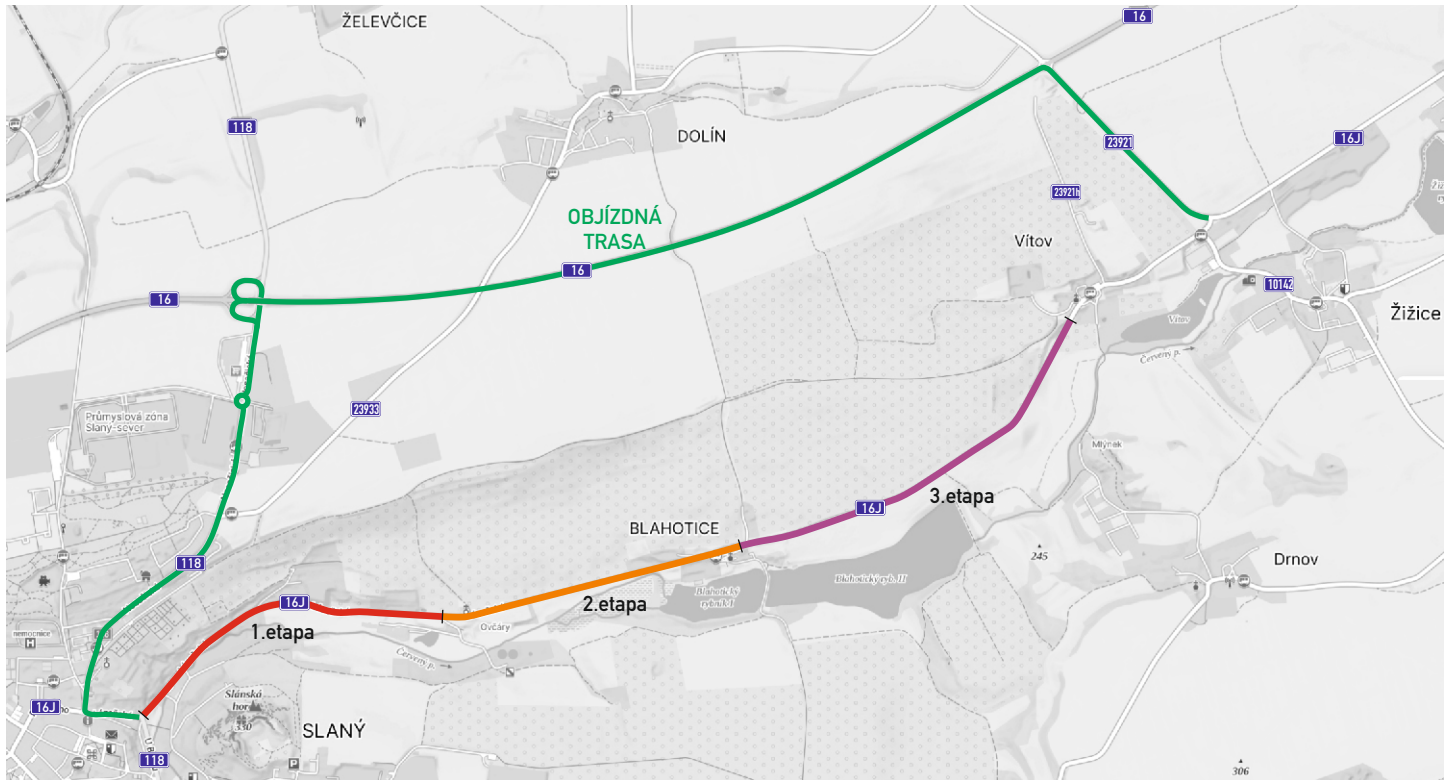 ŽELEVČICE
16
118
DOLÍN
16J
23921
23921h
OBJÍZDNÁ
TRASA
Vítov
16
16
10142
Vítov
Žižice
Červený p.
Průmyslová zóna
Slaný-sever
23933
Mlýnek
16J
3.etapa
BLAHOTICE
245
Drnov
118
Blahotický ryb. II
Blahotický
rybník I
2.etapa
16J
1.etapa
Ovčáry
nemocnice
Červený p.
Slánská
hora
330
16J
SLANÝ
118
306